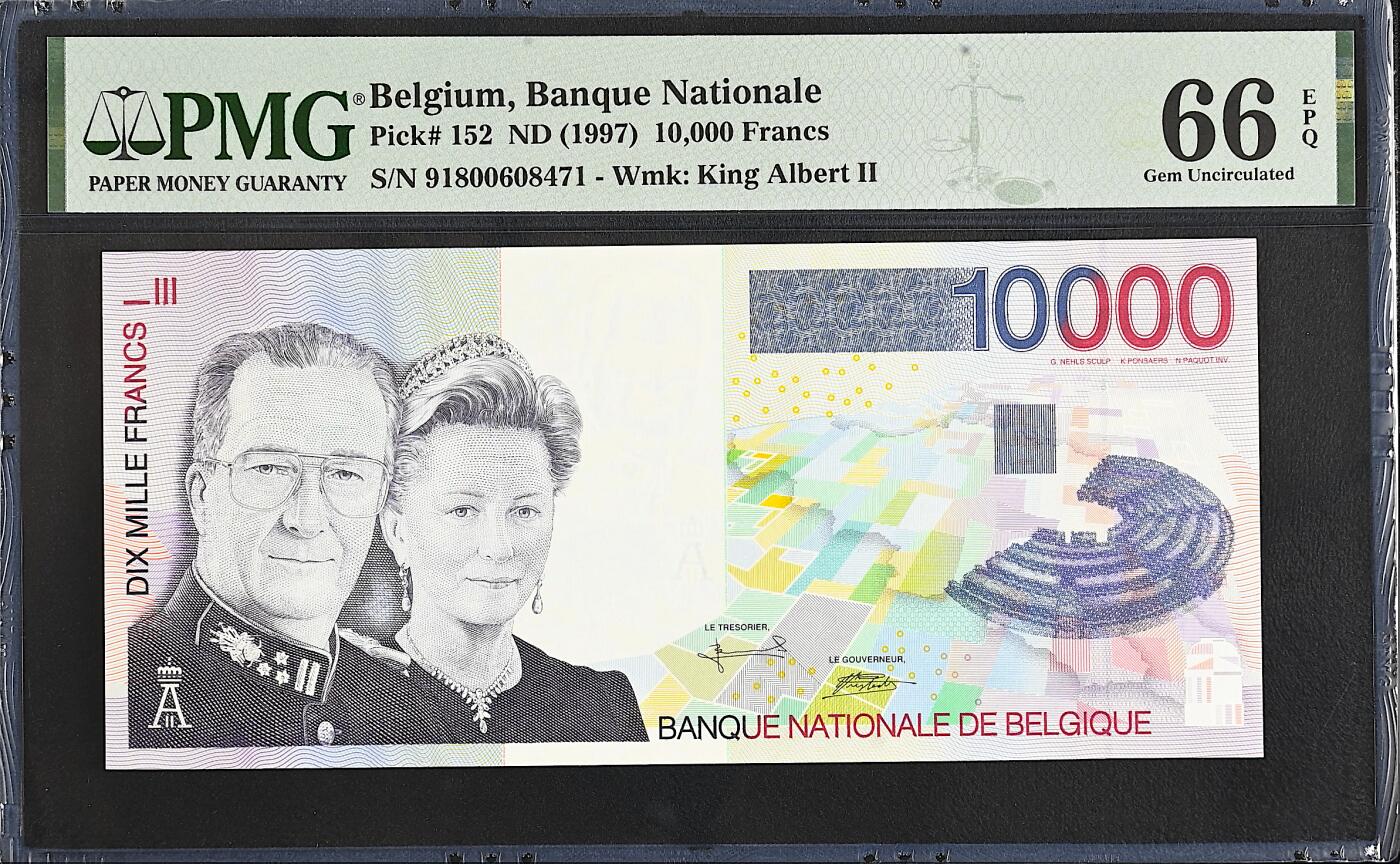 PMG®
PAPER MONEY GUARANTY
Belgium, Banque Nationale
Pick# 152 ND (1997) 10,000 Francs
S/N 91800608471 - Wmk: King Albert II
66
EPQ
Gem Uncirculated
DIX MILLE FRANCS
10000
G. NEHLS SCULP K.PONSAERS N.PAQUOT INV.
LE TRESORIER,
LE GOUVERNEUR,
A
II
BANQUE NATIONALE DE BELGIQUE